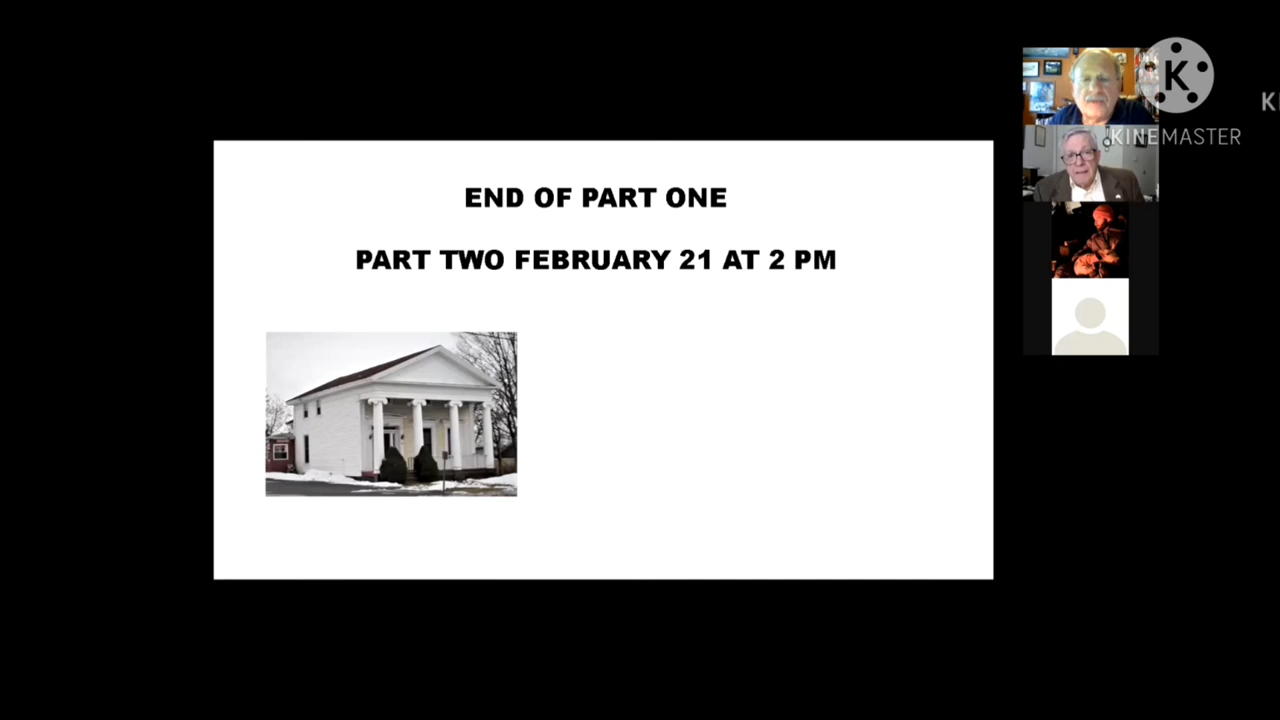 END OF PART ONE
PART TWO FEBRUARY 21 AT 2 PM
K
KINEMASTER
K